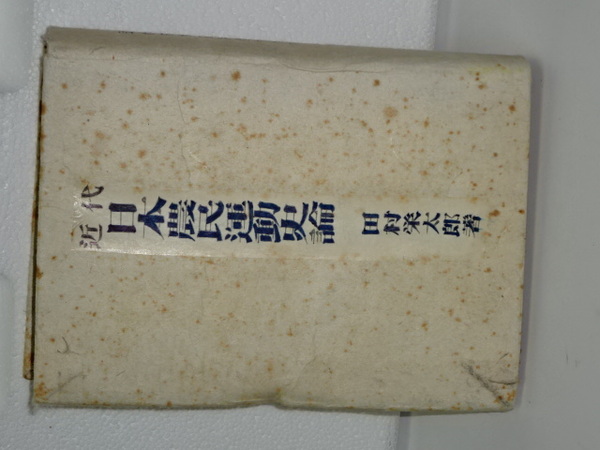 近代
日本農民運動史論
田村栄太郎著